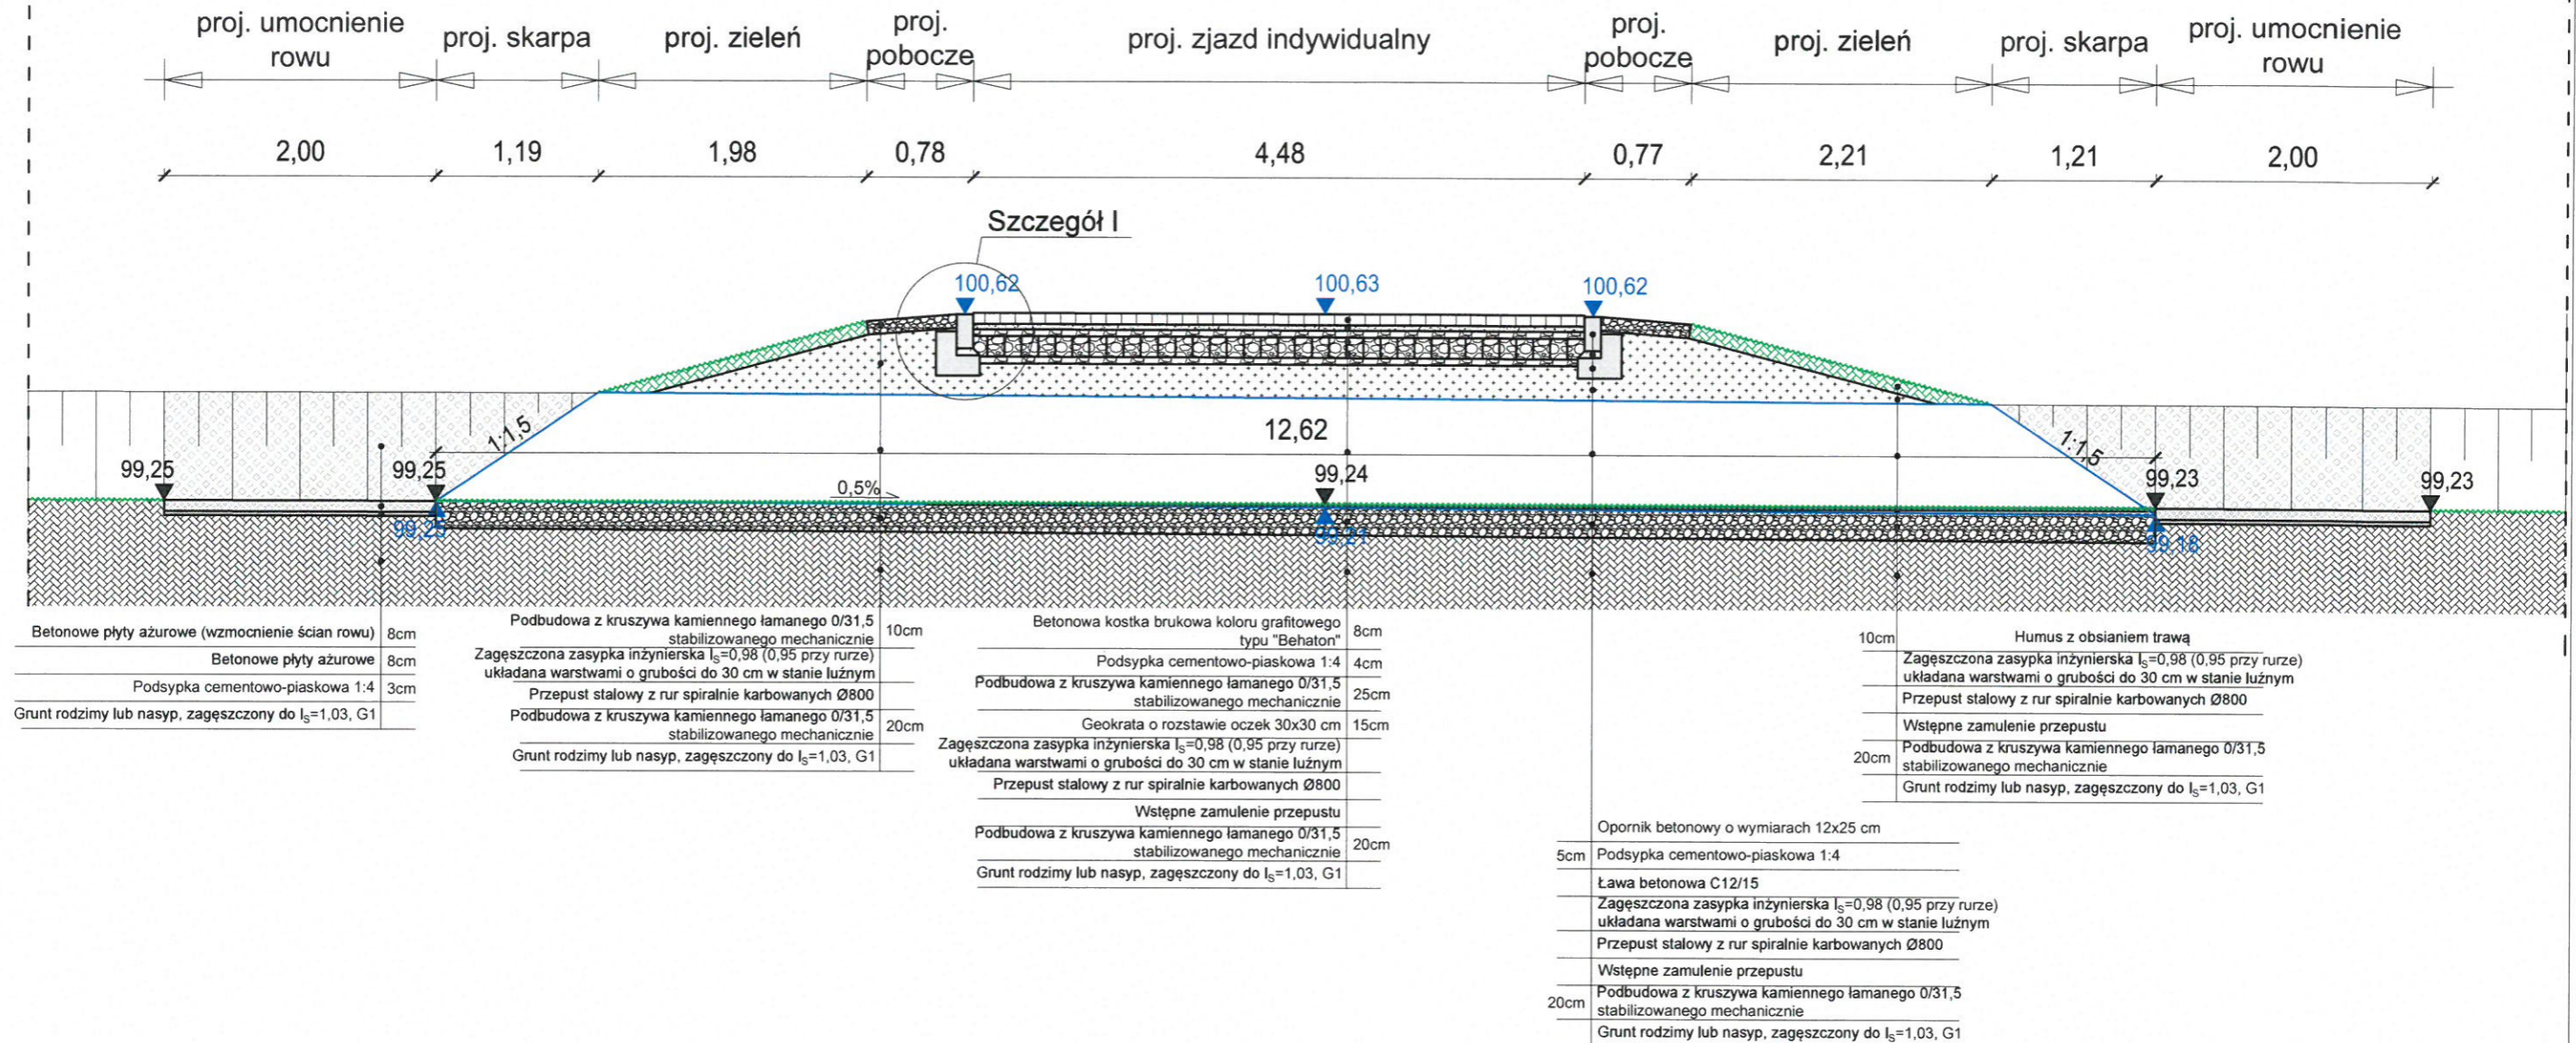 proj. umocnienie
rowu
proj. skarpa
proj. zieleń
proj.
pobocze
proj. zjazd indywidualny
proj.
pobocze
proj. zieleń
proj. skarpa
proj. umocnienie
rowu
2,00
1,19
1,98
0,78
4,48
0,77
2,21
1,21
2,00
Szczegół I
100,62
100,63
100,62
1:1,5
12,62
1:1,5
99,25
99,25
0,5%
99,24
99,23
99,23
99,25
99,21
99,18
Betonowe płyty ażurowe (wzmocnienie ścian rowu) 8cm
Betonowe płyty ażurowe 8cm
Podsypka cementowo-piaskowa 1:4 3cm
Grunt rodzimy lub nasyp, zagęszczony do IS=1,03, G1
Podbudowa z kruszywa kamiennego łamanego 0/31,5
stabilizowanego mechanicznie 10cm
Zagęszczona zasypka inżynierska IS=0,98 (0,95 przy rurze)
układana warstwami o grubości do 30 cm w stanie luźnym
Przepust stalowy z rur spiralnie karbowanych Ø800
Podbudowa z kruszywa kamiennego łamanego 0/31,5
stabilizowanego mechanicznie 20cm
Grunt rodzimy lub nasyp, zagęszczony do IS=1,03, G1
Betonowa kostka brukowa koloru grafitowego
typu "Behaton" 8cm
Podsypka cementowo-piaskowa 1:4 4cm
Podbudowa z kruszywa kamiennego łamanego 0/31,5
stabilizowanego mechanicznie 25cm
Geokrata o rozstawie oczek 30x30 cm 15cm
Zagęszczona zasypka inżynierska IS=0,98 (0,95 przy rurze)
układana warstwami o grubości do 30 cm w stanie luźnym
Przepust stalowy z rur spiralnie karbowanych Ø800
Wstępne zamulenie przepustu
Podbudowa z kruszywa kamiennego łamanego 0/31,5
stabilizowanego mechanicznie 20cm
Grunt rodzimy lub nasyp, zagęszczony do IS=1,03, G1
Opornik betonowy o wymiarach 12x25 cm
5cm Podsypka cementowo-piaskowa 1:4
Ława betonowa C12/15
Zagęszczona zasypka inżynierska IS=0,98 (0,95 przy rurze)
układana warstwami o grubości do 30 cm w stanie luźnym
Przepust stalowy z rur spiralnie karbowanych Ø800
Wstępne zamulenie przepustu
20cm Podbudowa z kruszywa kamiennego łamanego 0/31,5
stabilizowanego mechanicznie
Grunt rodzimy lub nasyp, zagęszczony do IS=1,03, G1
10cm Humus z obsianiem trawą
Zagęszczona zasypka inżynierska IS=0,98 (0,95 przy rurze)
układana warstwami o grubości do 30 cm w stanie luźnym
Przepust stalowy z rur spiralnie karbowanych Ø800
Wstępne zamulenie przepustu
20cm Podbudowa z kruszywa kamiennego łamanego 0/31,5
stabilizowanego mechanicznie
Grunt rodzimy lub nasyp, zagęszczony do IS=1,03, G1